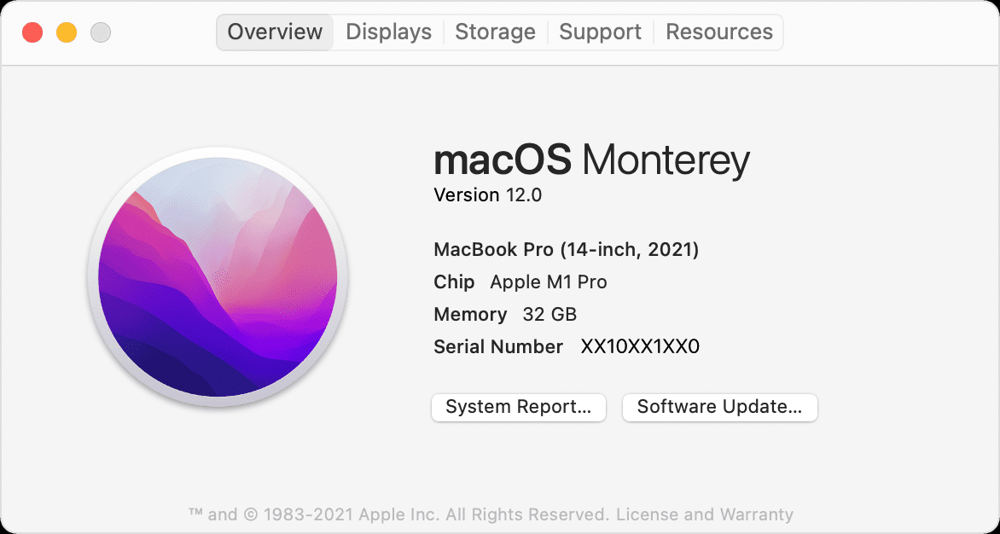 Overview Displays Storage Support Resources
macOS Monterey
Version 12.0
MacBook Pro (14-inch, 2021)
Chip Apple M1 Pro
Memory 32 GB
Serial Number XX10XX1XX0
System Report... Software Update...
™ and © 1983-2021 Apple Inc. All Rights Reserved. License and Warranty